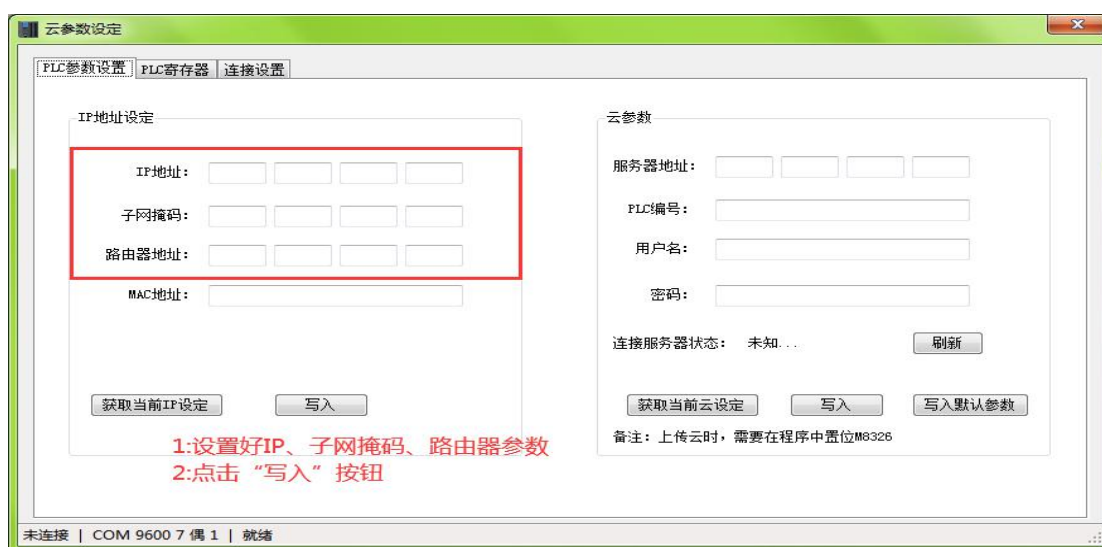 云参数设定
PLC参数设置 PLC寄存器 连接设置
IP地址设定
IP地址：
子网掩码：
路由器地址：
MAC地址：
获取当前IP设定 写入
1:设置好IP、子网掩码、路由器参数
2:点击“写入”按钮
云参数
服务器地址：
PLC编号：
用户名：
密码：
连接服务器状态： 未知... 刷新
获取当前云设定 写入 写入默认参数
备注：上传云时，需要在程序中置位M8326
未连接 | COM 9600 7 偶 1 | 就绪